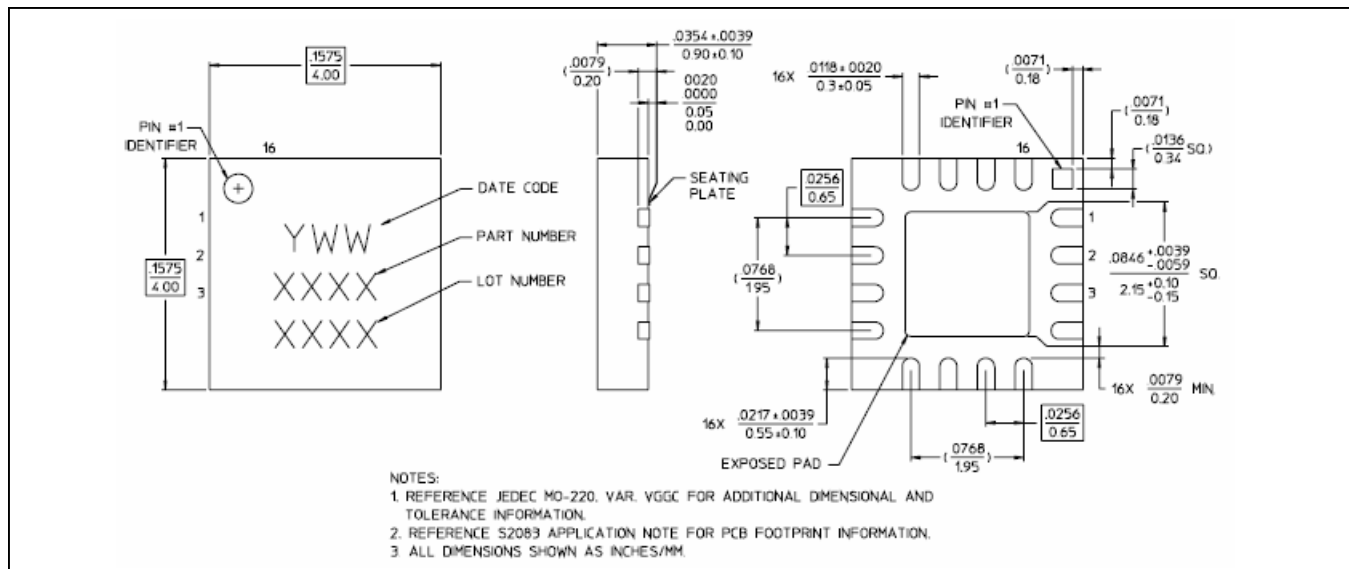 .1575
4.00
PIN #1
IDENTIFIER
16
.1575
4.00
1
2
3
YWW
XXXX
XXXX
DATE CODE
PART NUMBER
LOT NUMBER
.0354±.0039
0.90±0.10
(.0079
0.20)
.0020
.0000
0.05
0.00
SEATING
PLATE
16X .0118±.0020
0.3±0.05
(.0071
0.18)
PIN #1
IDENTIFIER
16
(.0071
0.18)
(.0136
0.34 SQ.)
.0256
0.65
(.0768
1.95)
1
2
3
.0846 +.0039
-.0059
2.15 +0.10
-0.15
SQ.
16X .0217±.0039
0.55±0.10
16X .0079
0.20 MIN.
.0256
0.65
(.0768
1.95)
EXPOSED PAD
NOTES:
1. REFERENCE JEDEC MO-220. VAR. VGGC FOR ADDITIONAL DIMENSIONAL AND
TOLERANCE INFORMATION.
2. REFERENCE S2083 APPLICATION NOTE FOR PCB FOOTPRINT INFORMATION.
3 ALL DIMENSIONS SHOWN AS INCHES/MM.